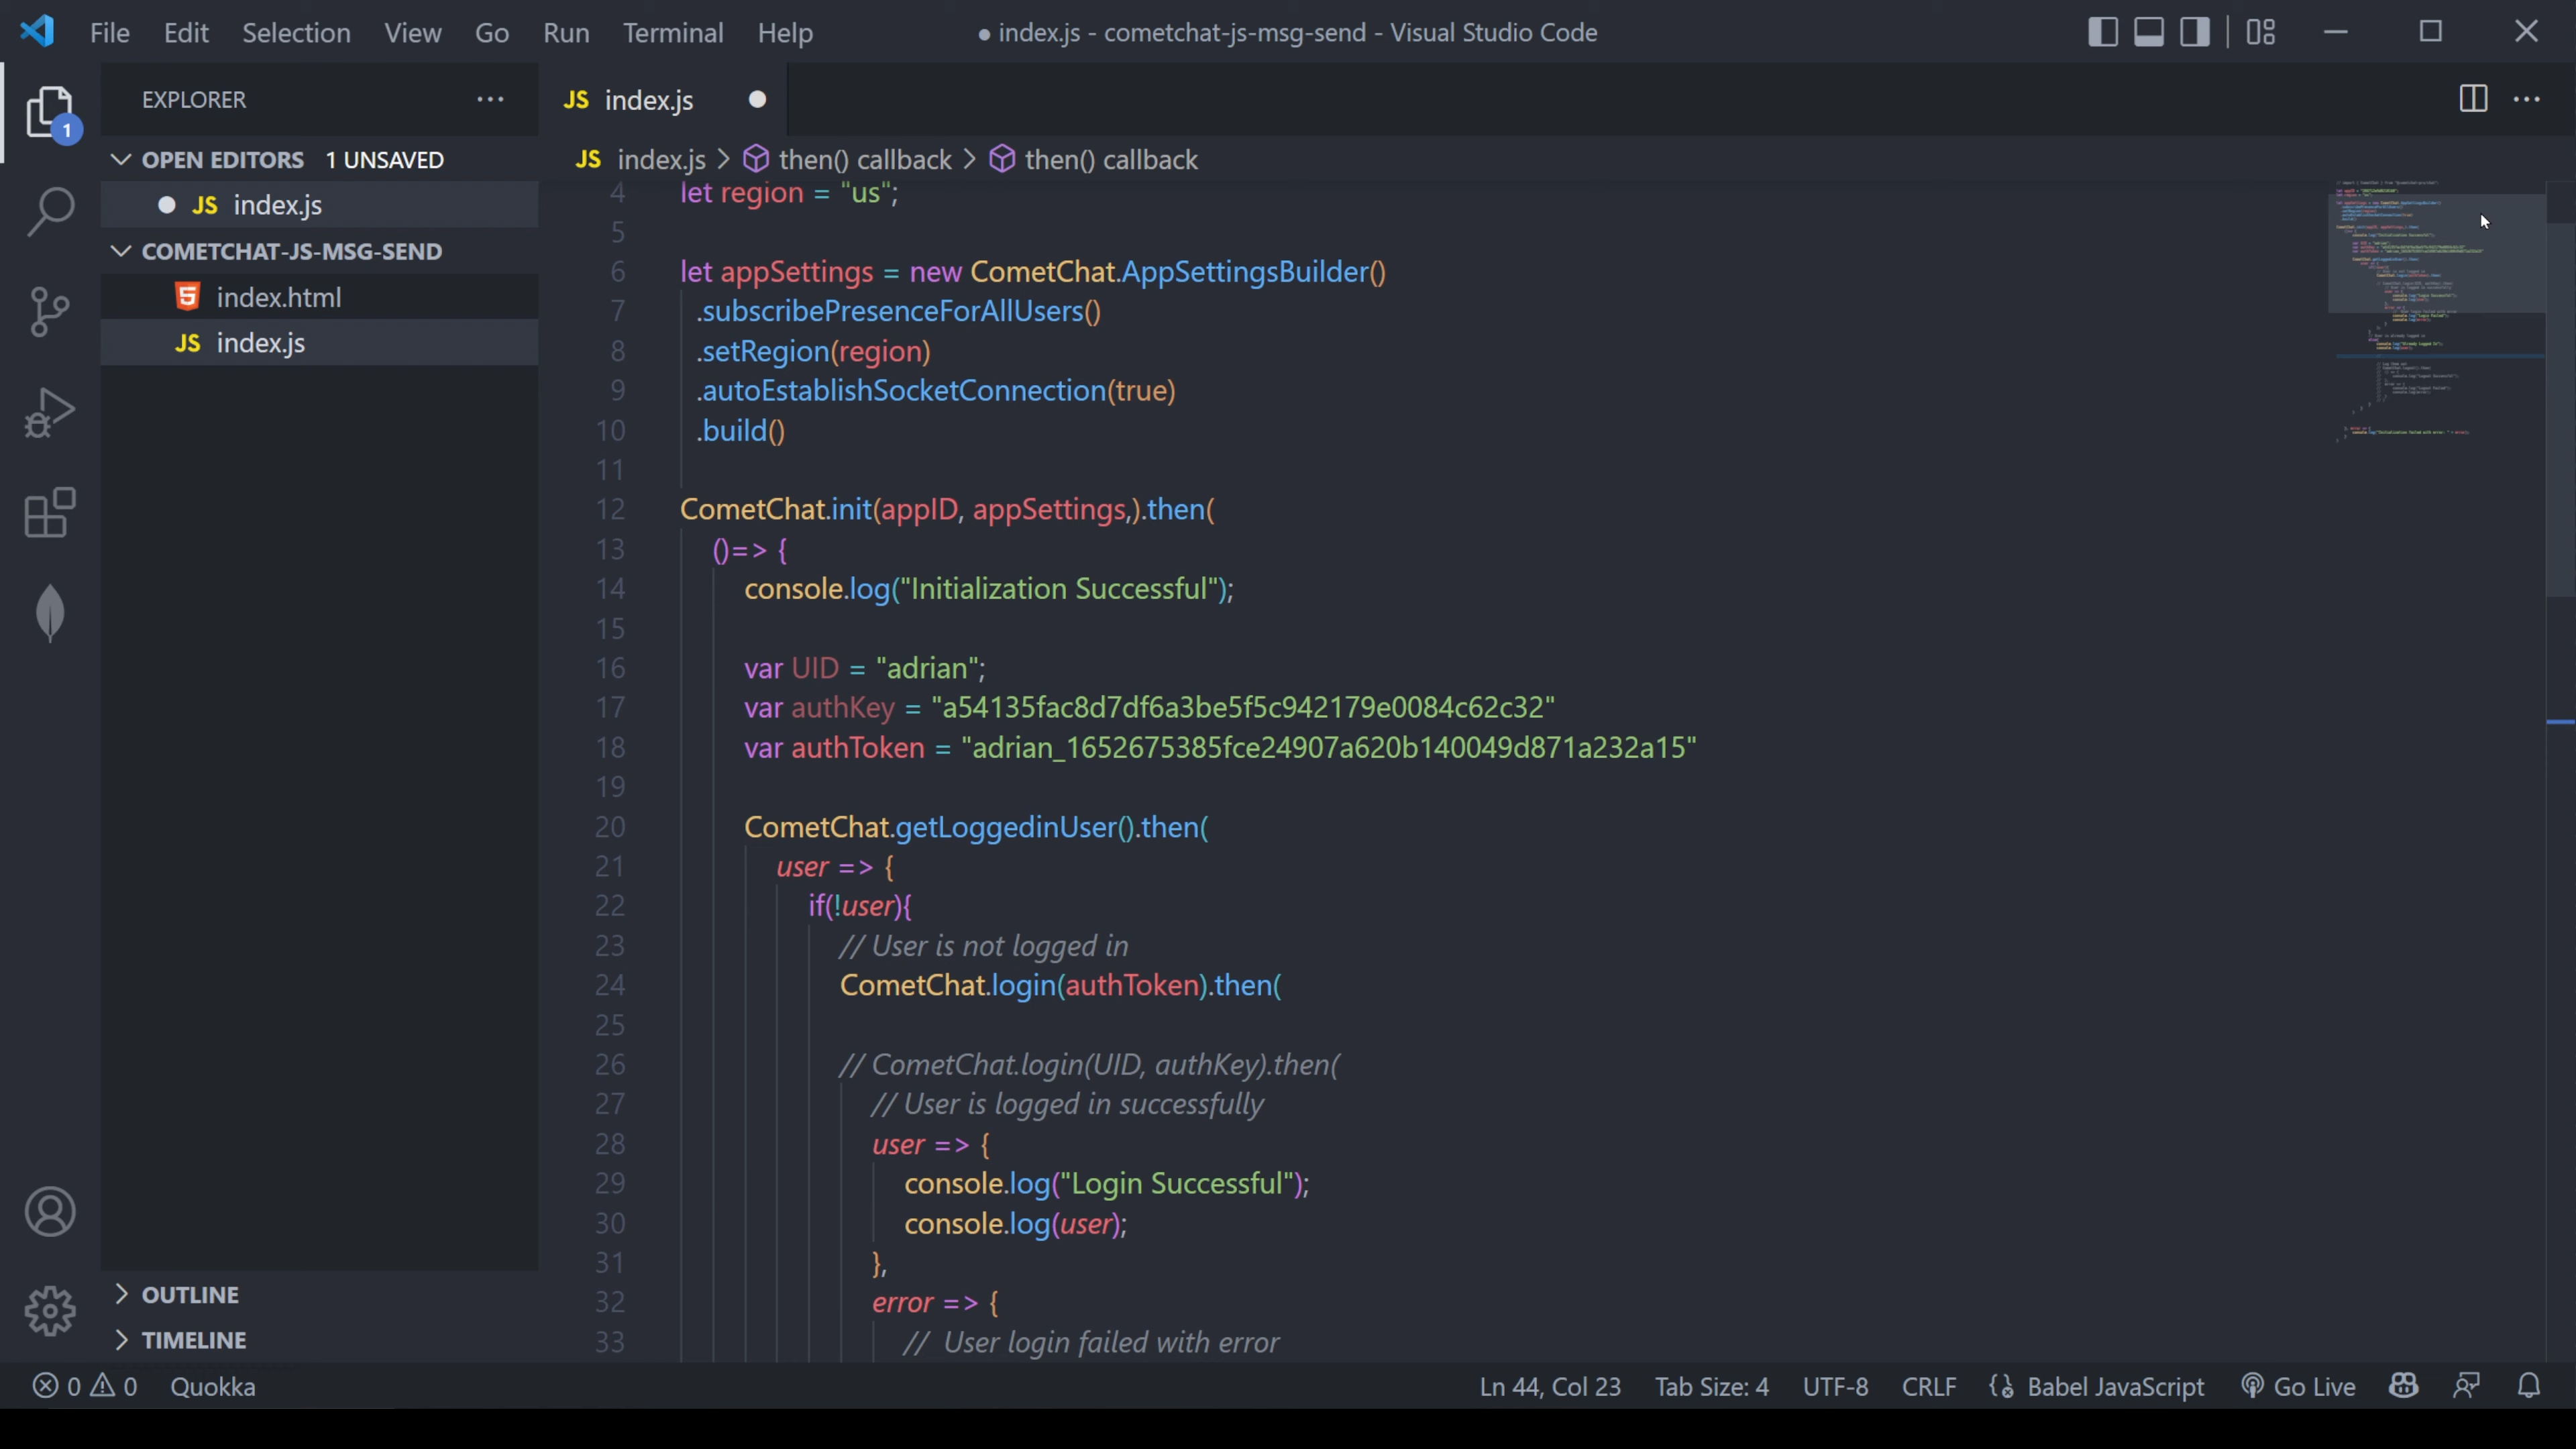 File Edit Selection View Go Run Terminal Help
● index.js - cometchat-js-msg-send - Visual Studio Code
EXPLORER
1
OPEN EDITORS 1 UNSAVED
JS index.js
COMETCHAT-JS-MSG-SEND
5 index.html
JS index.js
OUTLINE
TIMELINE
JS index.js
JS index.js > then() callback > then() callback
4 let region = "us";
5
6 let appSettings = new CometChat.AppSettingsBuilder()
7 .subscribePresenceForAllUsers()
8 .setRegion(region)
9 .autoEstablishSocketConnection(true)
10 .build()
11
12 CometChat.init(appID, appSettings,).then(
13 ()=> {
14 console.log("Initialization Successful");
15
16 var UID = "adrian";
17 var authKey = "a54135fac8d7df6a3be5f5c942179e0084c62c32"
18 var authToken = "adrian_1652675385fce24907a620b140049d871a232a15"
19
20 CometChat.getLoggedinUser().then(
21 user => {
22 if(!user){
23 // User is not logged in
24 CometChat.login(authToken).then(
25
26 // CometChat.login(UID, authKey).then(
27 // User is logged in successfully
28 user => {
29 console.log("Login Successful");
30 console.log(user);
31 },
32 error => {
33 // User login failed with error
0 0 Quokka
Ln 44, Col 23 Tab Size: 4 UTF-8 CRLF Babel JavaScript Go Live